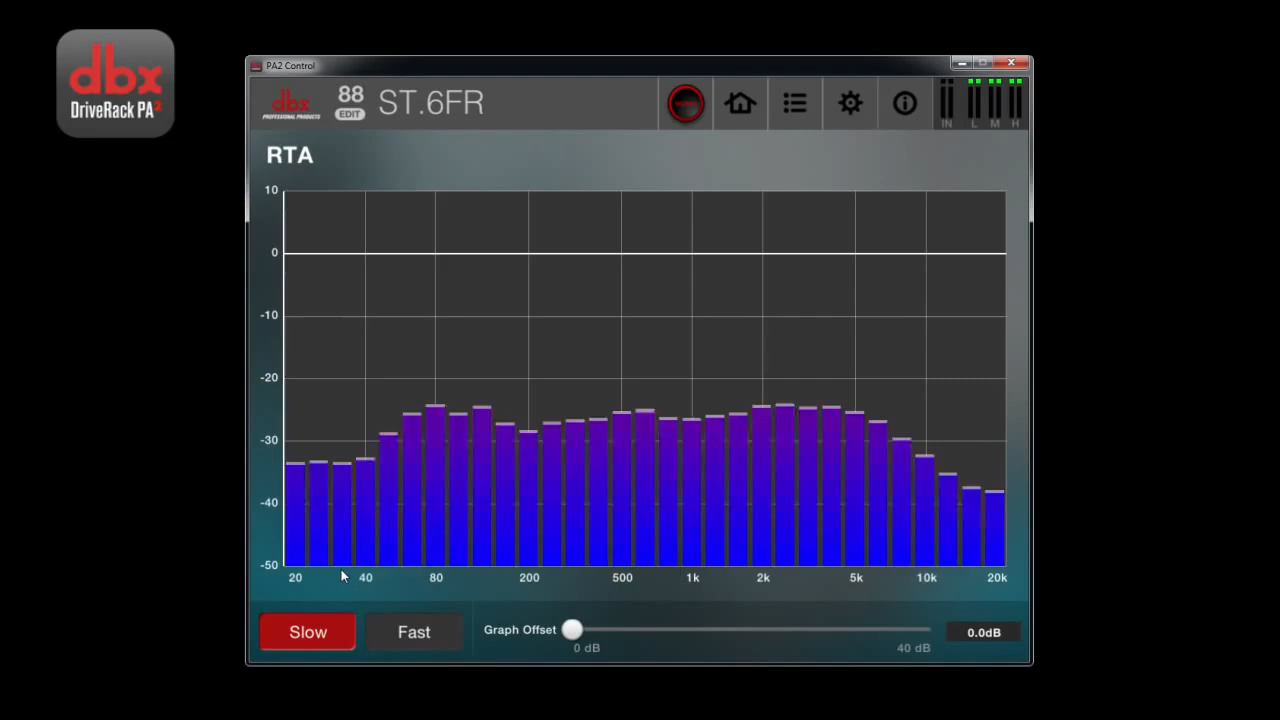 dbx
DriveRack PA2
PA2 Control
dbx
PROFESSIONAL PRODUCTS
88
EDIT
ST.6FR
IN L M H
RTA
10
0
-10
-20
-30
-40
-50
20 40 80 200 500 1k 2k 5k 10k 20k
Slow
Fast
Graph Offset
0 dB
40 dB
0.0dB